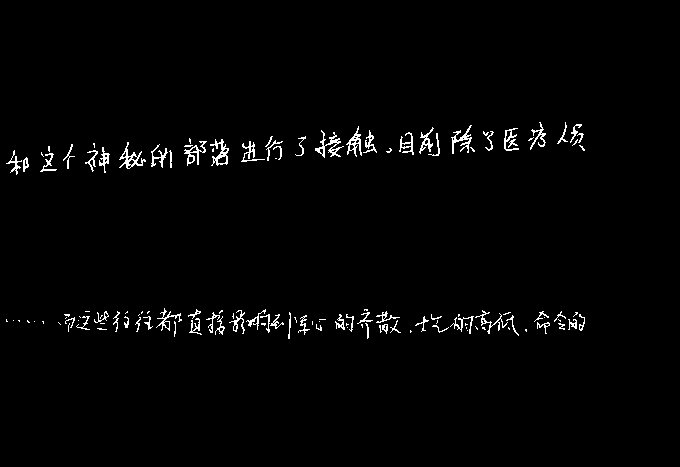 和这个神秘的部落进行了接触。目前除了医疗人员
……而这些往往都直接影响到军心的齐散,士气的高低,命令的